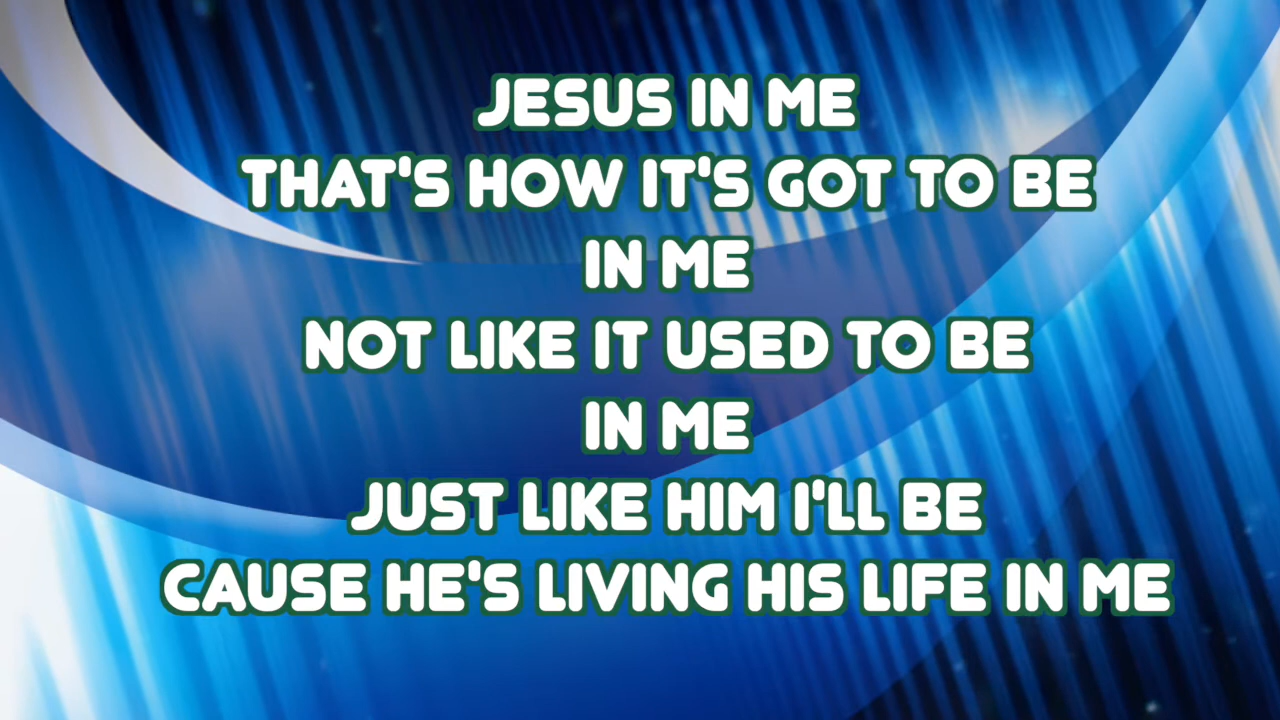 JESUS IN ME
THAT'S HOW IT'S GOT TO BE
IN ME
NOT LIKE IT USED TO BE
IN ME
JUST LIKE HIM I'LL BE
CAUSE HE'S LIVING HIS LIFE IN ME